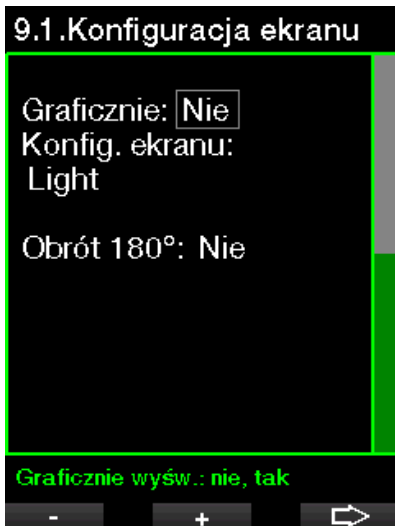 9.1.Konfiguracja ekranu
Graficznie: Nie
Konfig. ekranu:
Light
Obrót 180°: Nie
Graficznie wyśw.: nie, tak
- +